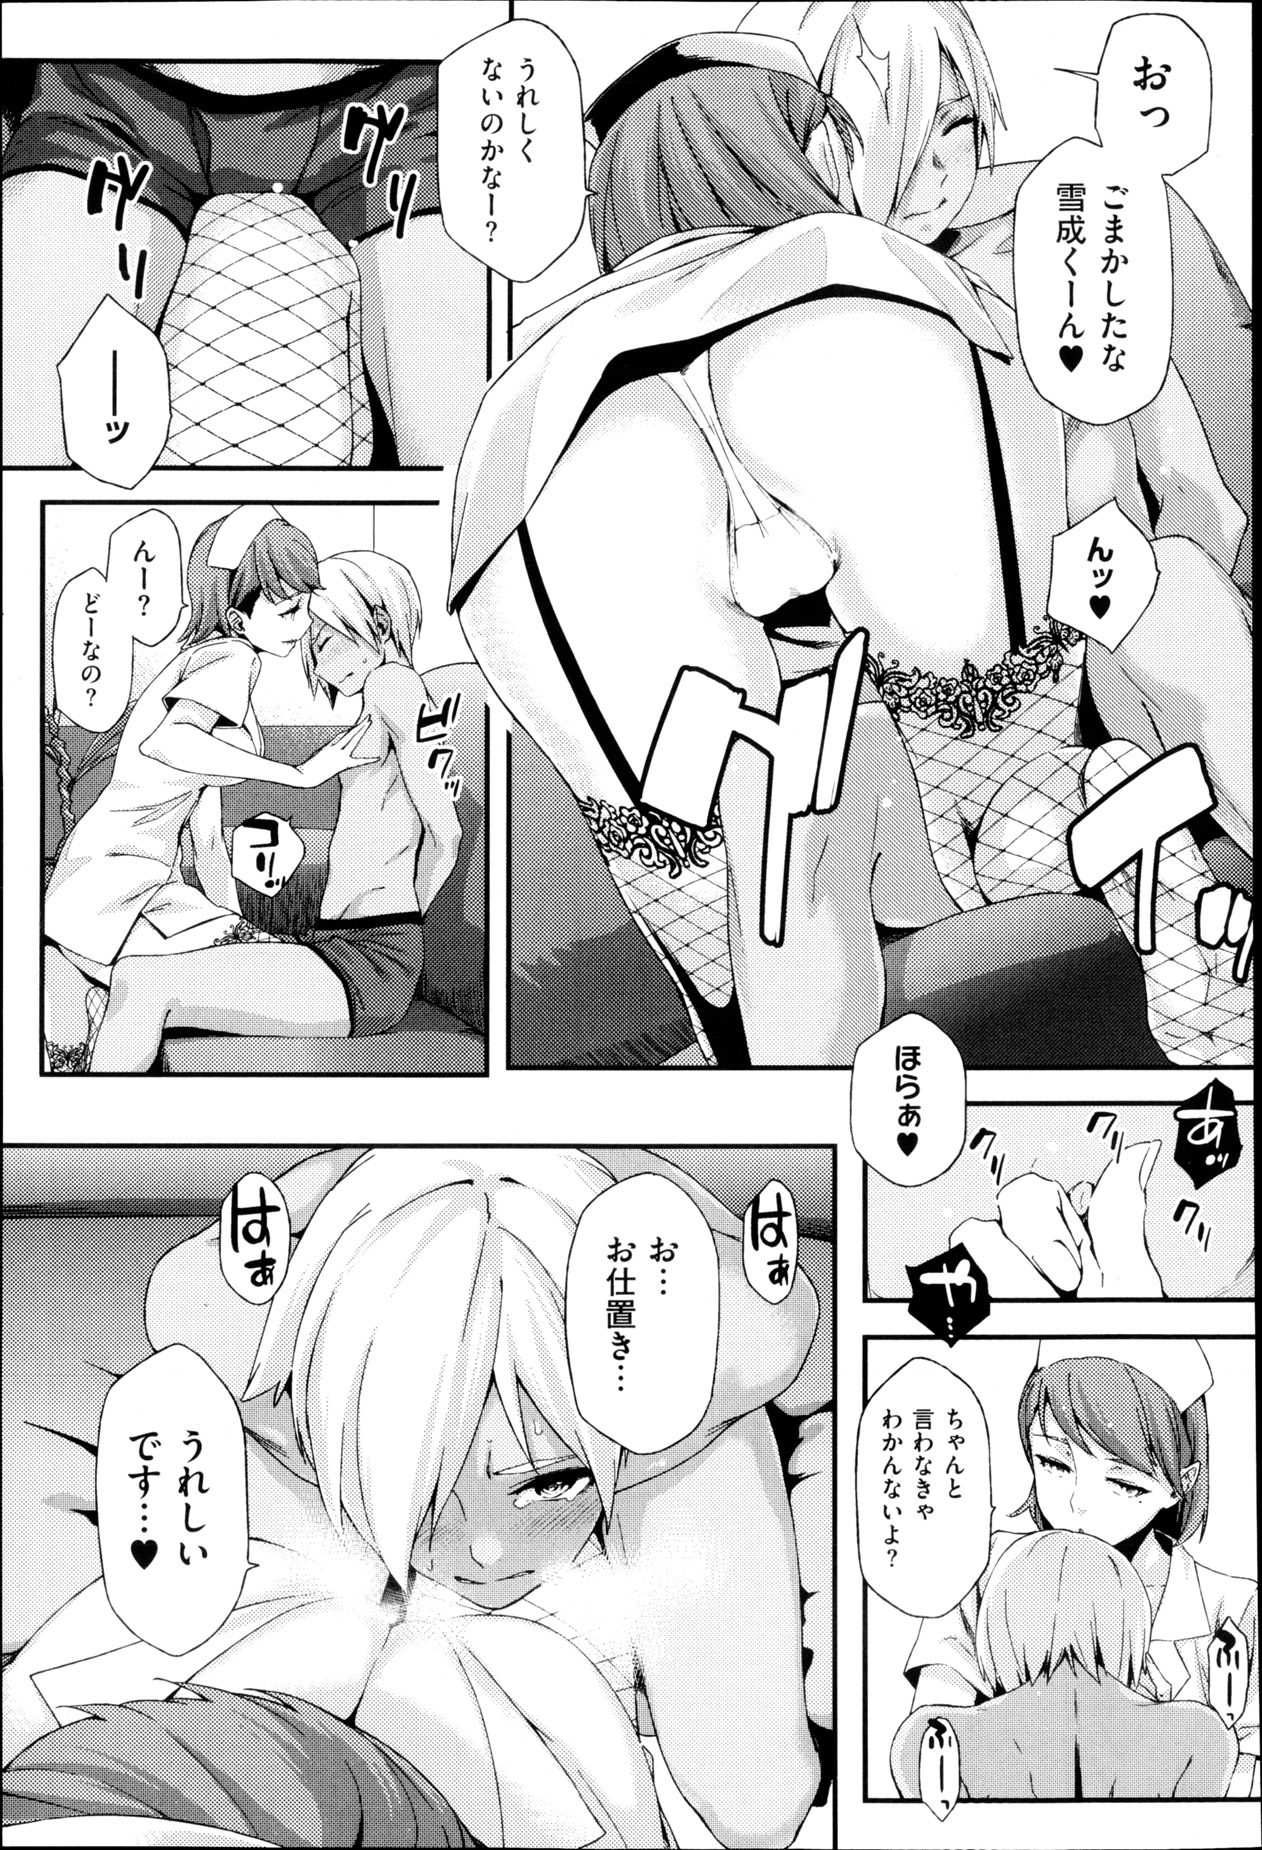 おっ
ごまかしたな
雪成くーん♥
んッ♥
グイッ
うれしく
ないのかなー？
グリ
グリ
ーーッ
んー？
どーなの？
ビクッ
コリッ
ほらぁ♥
あッ
クリ
クリ
クリ
や…
ちゃんと
言わなきゃ
わかんないよ？
ふーっ
ふーっ
はぁ
お…
お仕置き…
はぁ
うれしい
です…♥